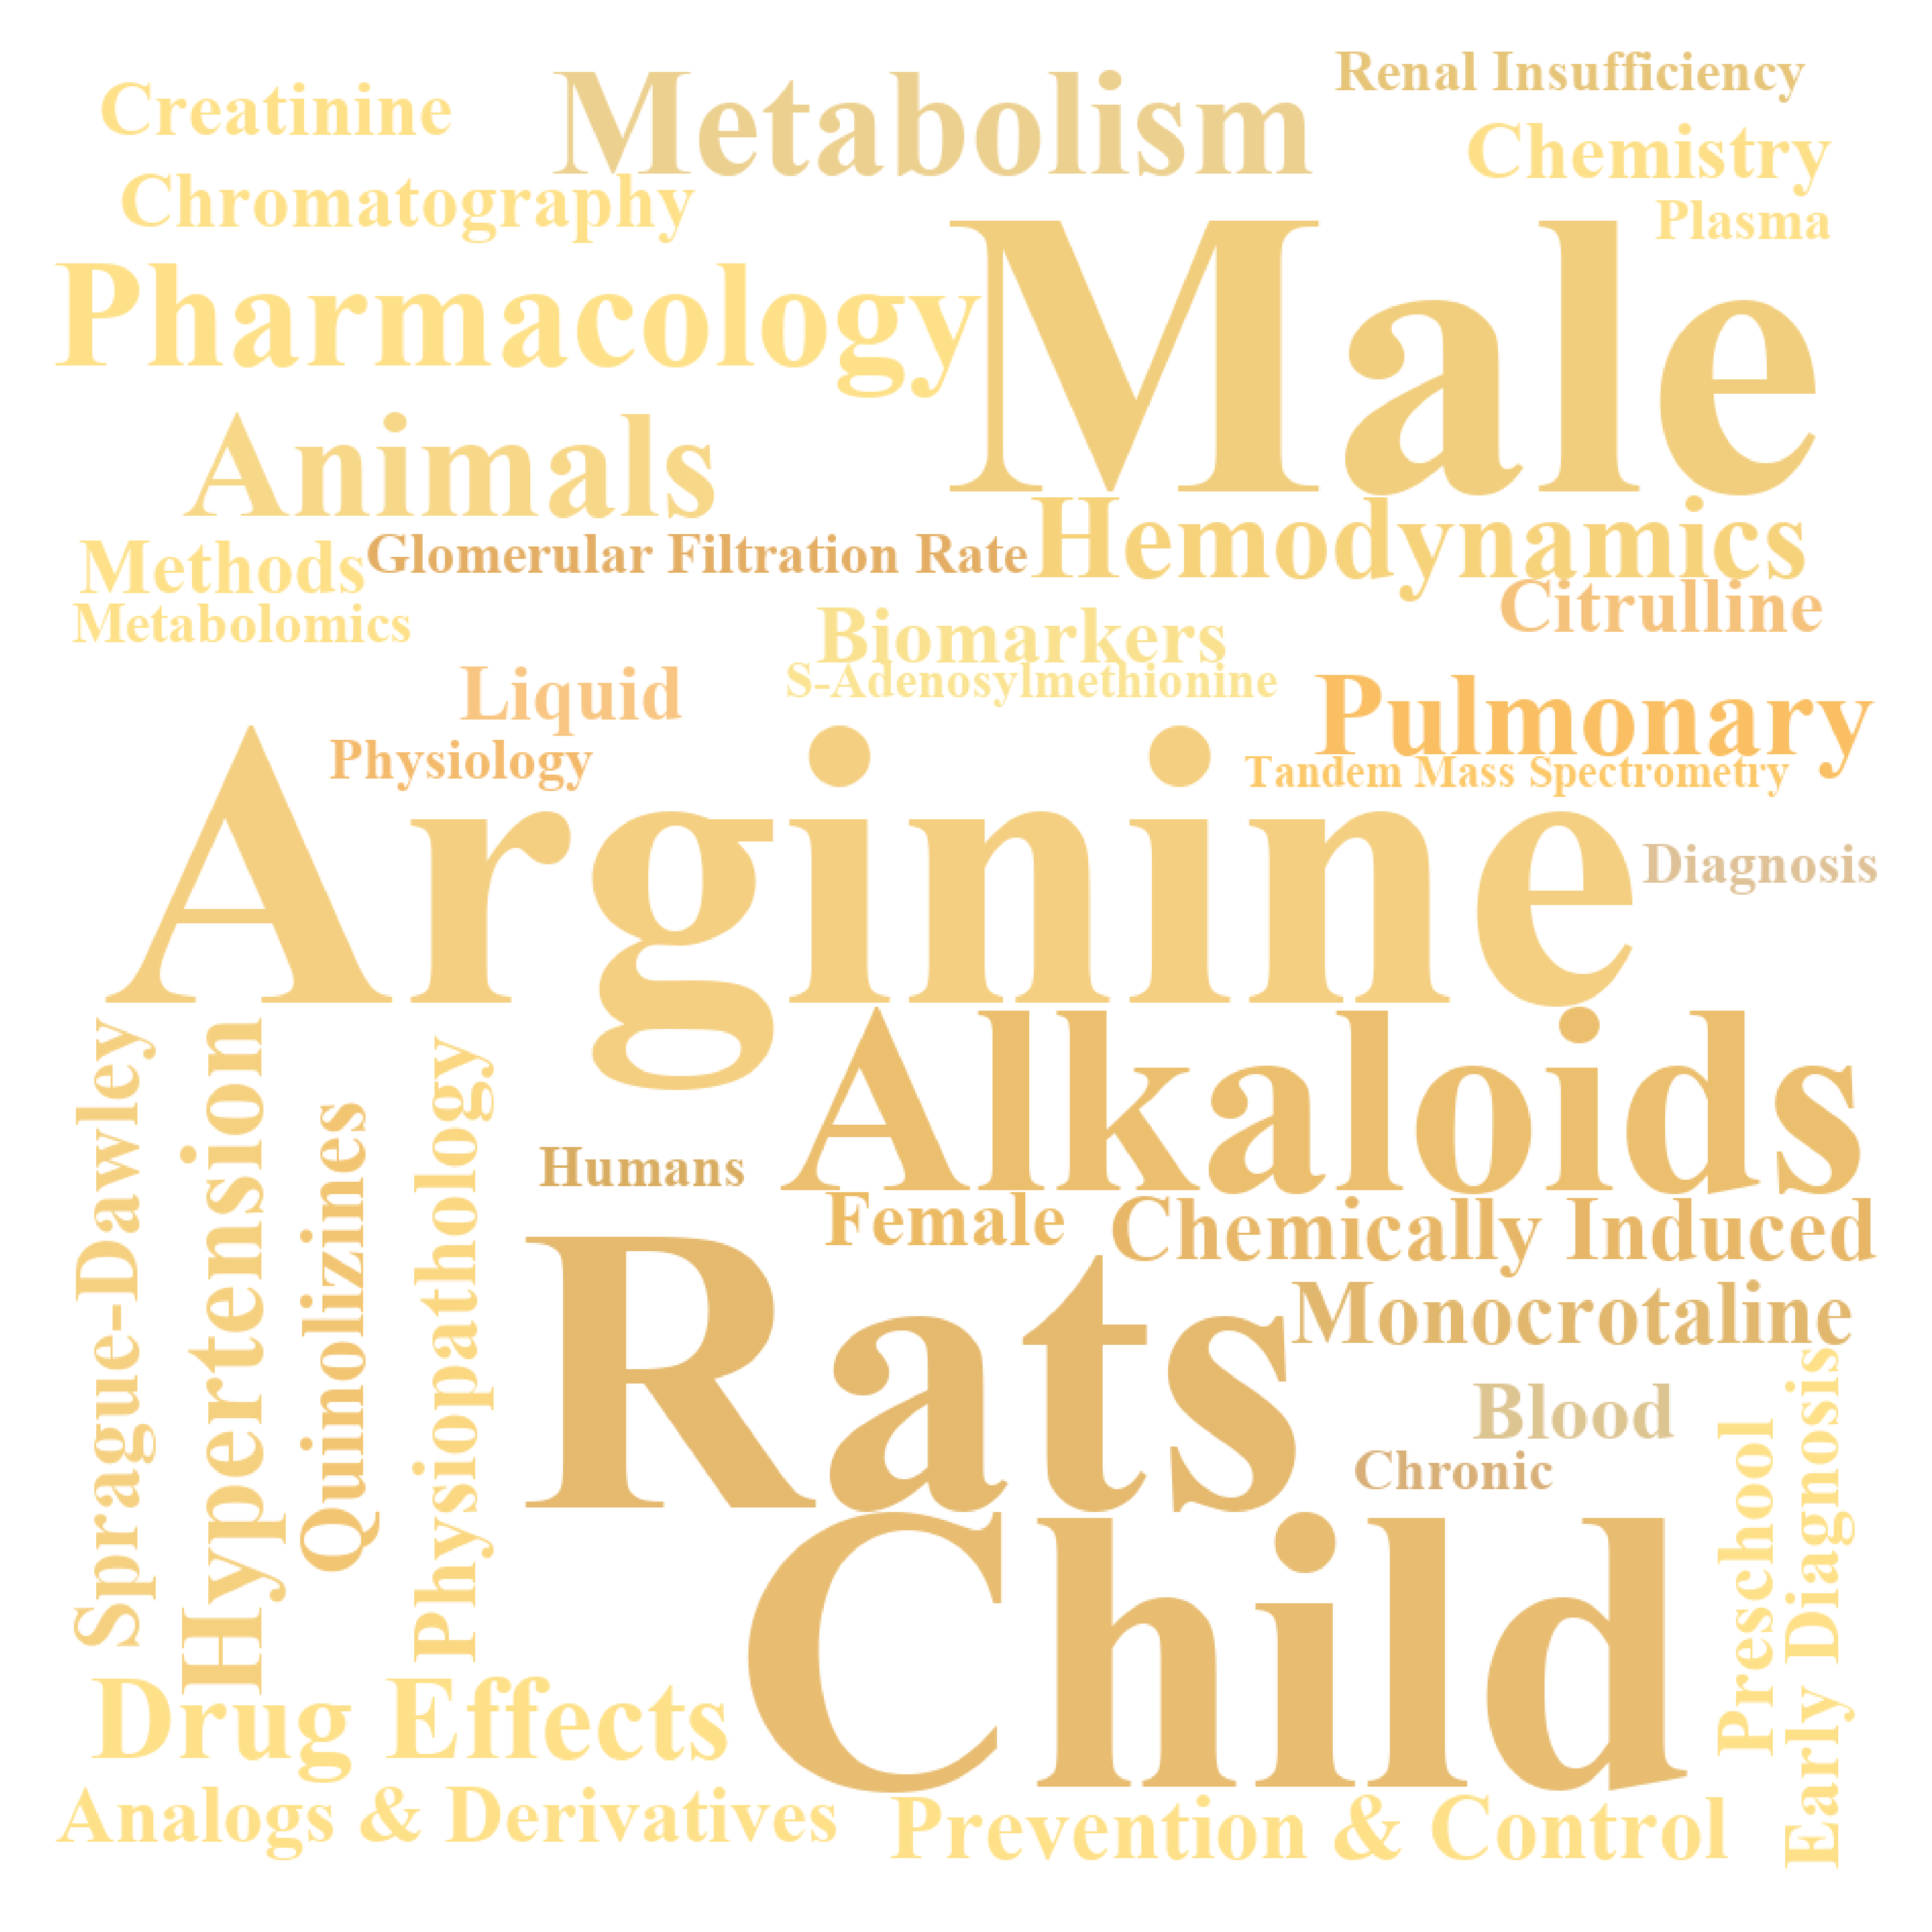 Renal Insufficiency
Creatinine
Metabolism
Chemistry
Chromatography
Plasma
Pharmacology
Male
Animals
Hemodynamics
Methods
Glomerular Filtration Rate
Citrulline
Metabolomics
Biomarkers
S-Adenosylmethionine
Liquid
Pulmonary
Physiology
Tandem Mass Spectrometry
Arginine
Diagnosis
Alkaloids
Sprague-Dawley
Hypertension
Quinolizines
Physiopathology
Humans
Female
Chemically Induced
Rats
Monocrotaline
Blood
Chronic
Preschool
Early Diagnosis
Child
Drug Effects
Analogs & Derivatives
Prevention & Control